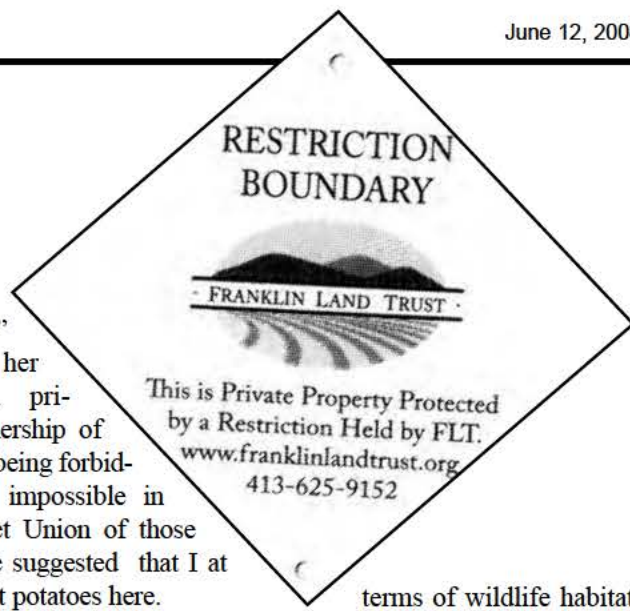 June 12, 200
RESTRICTION
BOUNDARY
· FRANKLIN LAND TRUST ·
This is Private Property Protected
by a Restriction Held by FLT.
www.franklinlandtrust.org
413-625-9152
her
pri-
ership of
being forbid-
impossible in
et Union of those
e suggested that I at
t potatoes here.
terms of wildlife habitat